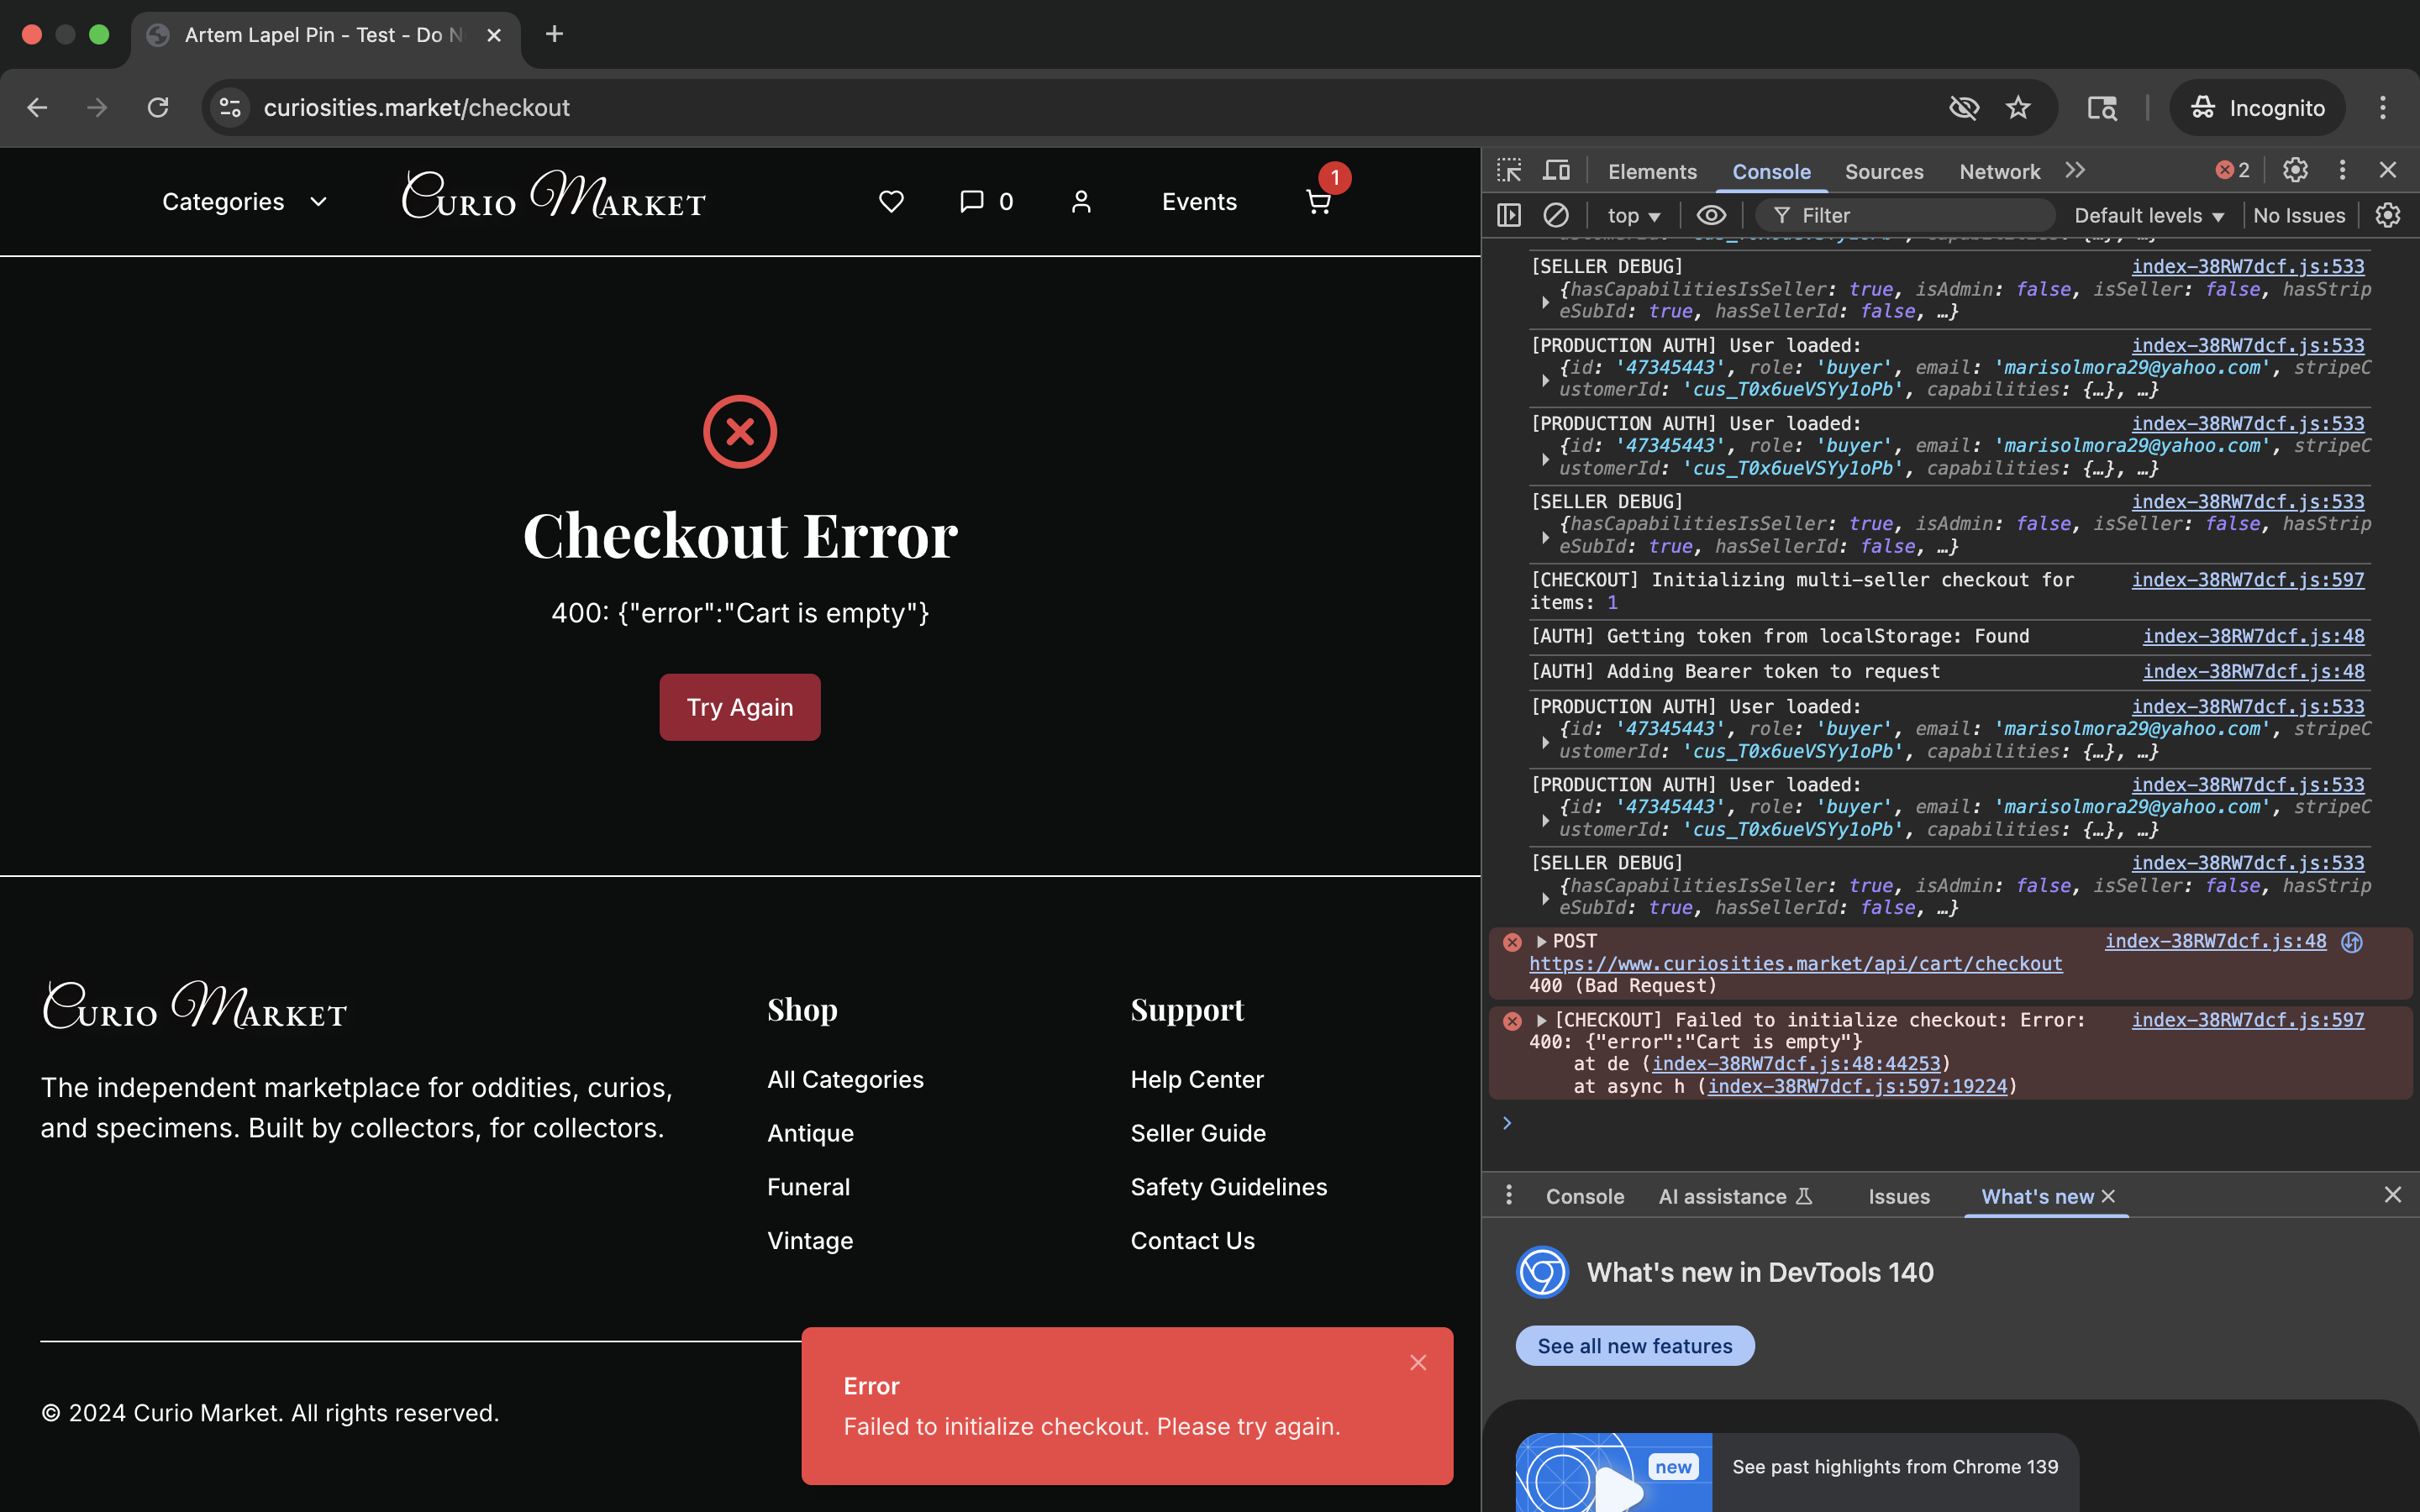 Artem Lapel Pin - Test - Do N
curiosities.market/checkout
Incognito
Categories
Curio Market
0
Events
1
Checkout Error
400: {"error":"Cart is empty"}
Try Again
Curio Market
The independent marketplace for oddities, curios,
and specimens. Built by collectors, for collectors.
Shop
All Categories
Antique
Funeral
Vintage
Support
Help Center
Seller Guide
Safety Guidelines
Contact Us
© 2024 Curio Market. All rights reserved.
Error
Failed to initialize checkout. Please try again.
Elements
Console
Sources
Network
2
top
Filter
Default levels
No Issues
[SELLER DEBUG] index-38RW7dcf.js:533
{hasCapabilitiesIsSeller: true, isAdmin: false, isSeller: false, hasStrip
eSubId: true, hasSellerId: false, …}
[PRODUCTION AUTH] User loaded: index-38RW7dcf.js:533
{id: '47345443', role: 'buyer', email: 'marisolmora29@yahoo.com', stripeC
ustomerId: 'cus_T0x6ueVSYy1oPb', capabilities: {…}, …}
[PRODUCTION AUTH] User loaded: index-38RW7dcf.js:533
{id: '47345443', role: 'buyer', email: 'marisolmora29@yahoo.com', stripeC
ustomerId: 'cus_T0x6ueVSYy1oPb', capabilities: {…}, …}
[SELLER DEBUG] index-38RW7dcf.js:533
{hasCapabilitiesIsSeller: true, isAdmin: false, isSeller: false, hasStrip
eSubId: true, hasSellerId: false, …}
[CHECKOUT] Initializing multi-seller checkout for index-38RW7dcf.js:597
items: 1
[AUTH] Getting token from localStorage: Found index-38RW7dcf.js:48
[AUTH] Adding Bearer token to request index-38RW7dcf.js:48
[PRODUCTION AUTH] User loaded: index-38RW7dcf.js:533
{id: '47345443', role: 'buyer', email: 'marisolmora29@yahoo.com', stripeC
ustomerId: 'cus_T0x6ueVSYy1oPb', capabilities: {…}, …}
[PRODUCTION AUTH] User loaded: index-38RW7dcf.js:533
{id: '47345443', role: 'buyer', email: 'marisolmora29@yahoo.com', stripeC
ustomerId: 'cus_T0x6ueVSYy1oPb', capabilities: {…}, …}
[SELLER DEBUG] index-38RW7dcf.js:533
{hasCapabilitiesIsSeller: true, isAdmin: false, isSeller: false, hasStrip
eSubId: true, hasSellerId: false, …}
POST index-38RW7dcf.js:48
https://www.curiosities.market/api/cart/checkout
400 (Bad Request)
[CHECKOUT] Failed to initialize checkout: Error: index-38RW7dcf.js:597
400: {"error":"Cart is empty"}
at de (index-38RW7dcf.js:48:44253)
at async h (index-38RW7dcf.js:597:19224)
Console
AI assistance
Issues
What's new
What's new in DevTools 140
See all new features
new
See past highlights from Chrome 139